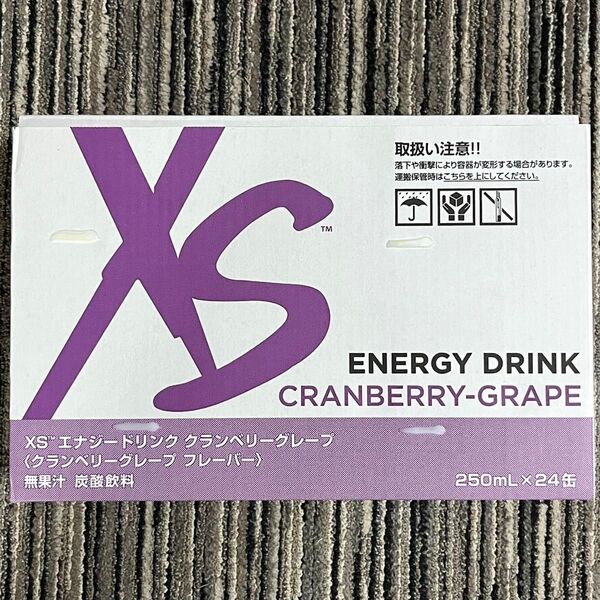 XS™
取扱い注意!!
落下や衝撃により容器が変形する場合があります。
運搬保管時はこちらを上にしてください。
ENERGY DRINK
CRANBERRY-GRAPE
XS™ エナジードリンク クランベリーグレープ
〈クランベリーグレープ フレーバー〉
無果汁 炭酸飲料
250mL×24缶